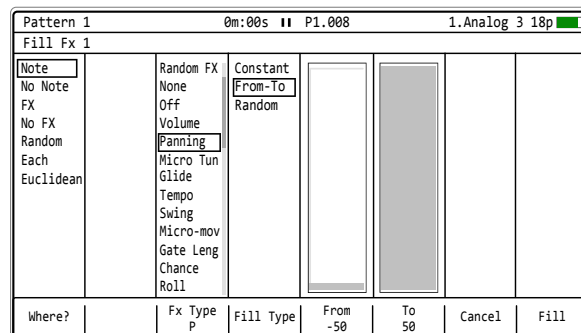 Pattern 1 0m:00s P1.008 1.Analog 3 18p
Fill Fx 1
Note
No Note
FX
No FX
Random
Each
Euclidean
Random FX
None
Off
Volume
Panning
Micro Tun
Glide
Tempo
Swing
Micro-mov
Gate Leng
Chance
Roll
Constant
From-To
Random
Where?
Fx Type
P
Fill Type
From
-50
To
50
Cancel
Fill